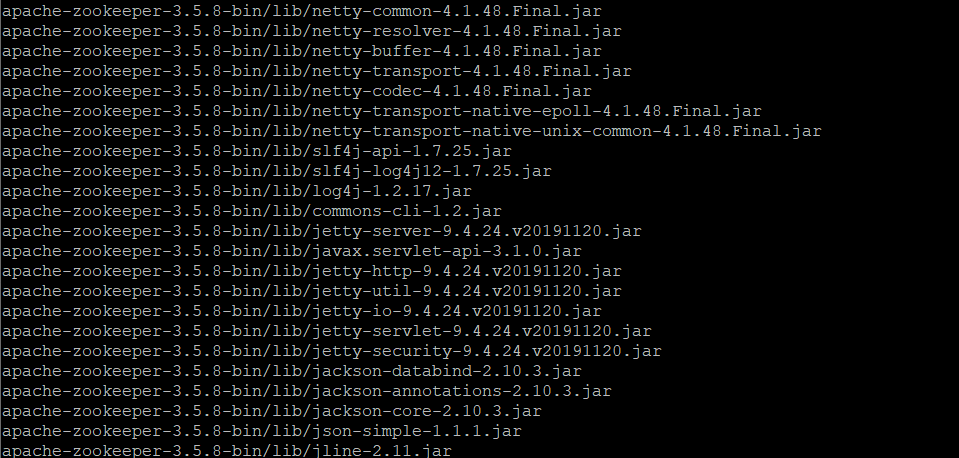 apache-zookeeper-3.5.8-bin/lib/netty-common-4.1.48.Final.jar
apache-zookeeper-3.5.8-bin/lib/netty-resolver-4.1.48.Final.jar
apache-zookeeper-3.5.8-bin/lib/netty-buffer-4.1.48.Final.jar
apache-zookeeper-3.5.8-bin/lib/netty-transport-4.1.48.Final.jar
apache-zookeeper-3.5.8-bin/lib/netty-codec-4.1.48.Final.jar
apache-zookeeper-3.5.8-bin/lib/netty-transport-native-epoll-4.1.48.Final.jar
apache-zookeeper-3.5.8-bin/lib/netty-transport-native-unix-common-4.1.48.Final.jar
apache-zookeeper-3.5.8-bin/lib/slf4j-api-1.7.25.jar
apache-zookeeper-3.5.8-bin/lib/slf4j-log4j12-1.7.25.jar
apache-zookeeper-3.5.8-bin/lib/log4j-1.2.17.jar
apache-zookeeper-3.5.8-bin/lib/commons-cli-1.2.jar
apache-zookeeper-3.5.8-bin/lib/jetty-server-9.4.24.v20191120.jar
apache-zookeeper-3.5.8-bin/lib/javax.servlet-api-3.1.0.jar
apache-zookeeper-3.5.8-bin/lib/jetty-http-9.4.24.v20191120.jar
apache-zookeeper-3.5.8-bin/lib/jetty-util-9.4.24.v20191120.jar
apache-zookeeper-3.5.8-bin/lib/jetty-io-9.4.24.v20191120.jar
apache-zookeeper-3.5.8-bin/lib/jetty-servlet-9.4.24.v20191120.jar
apache-zookeeper-3.5.8-bin/lib/jetty-security-9.4.24.v20191120.jar
apache-zookeeper-3.5.8-bin/lib/jackson-databind-2.10.3.jar
apache-zookeeper-3.5.8-bin/lib/jackson-annotations-2.10.3.jar
apache-zookeeper-3.5.8-bin/lib/jackson-core-2.10.3.jar
apache-zookeeper-3.5.8-bin/lib/json-simple-1.1.1.jar
apache-zookeeper-3.5.8-bin/lib/jline-2.11.jar